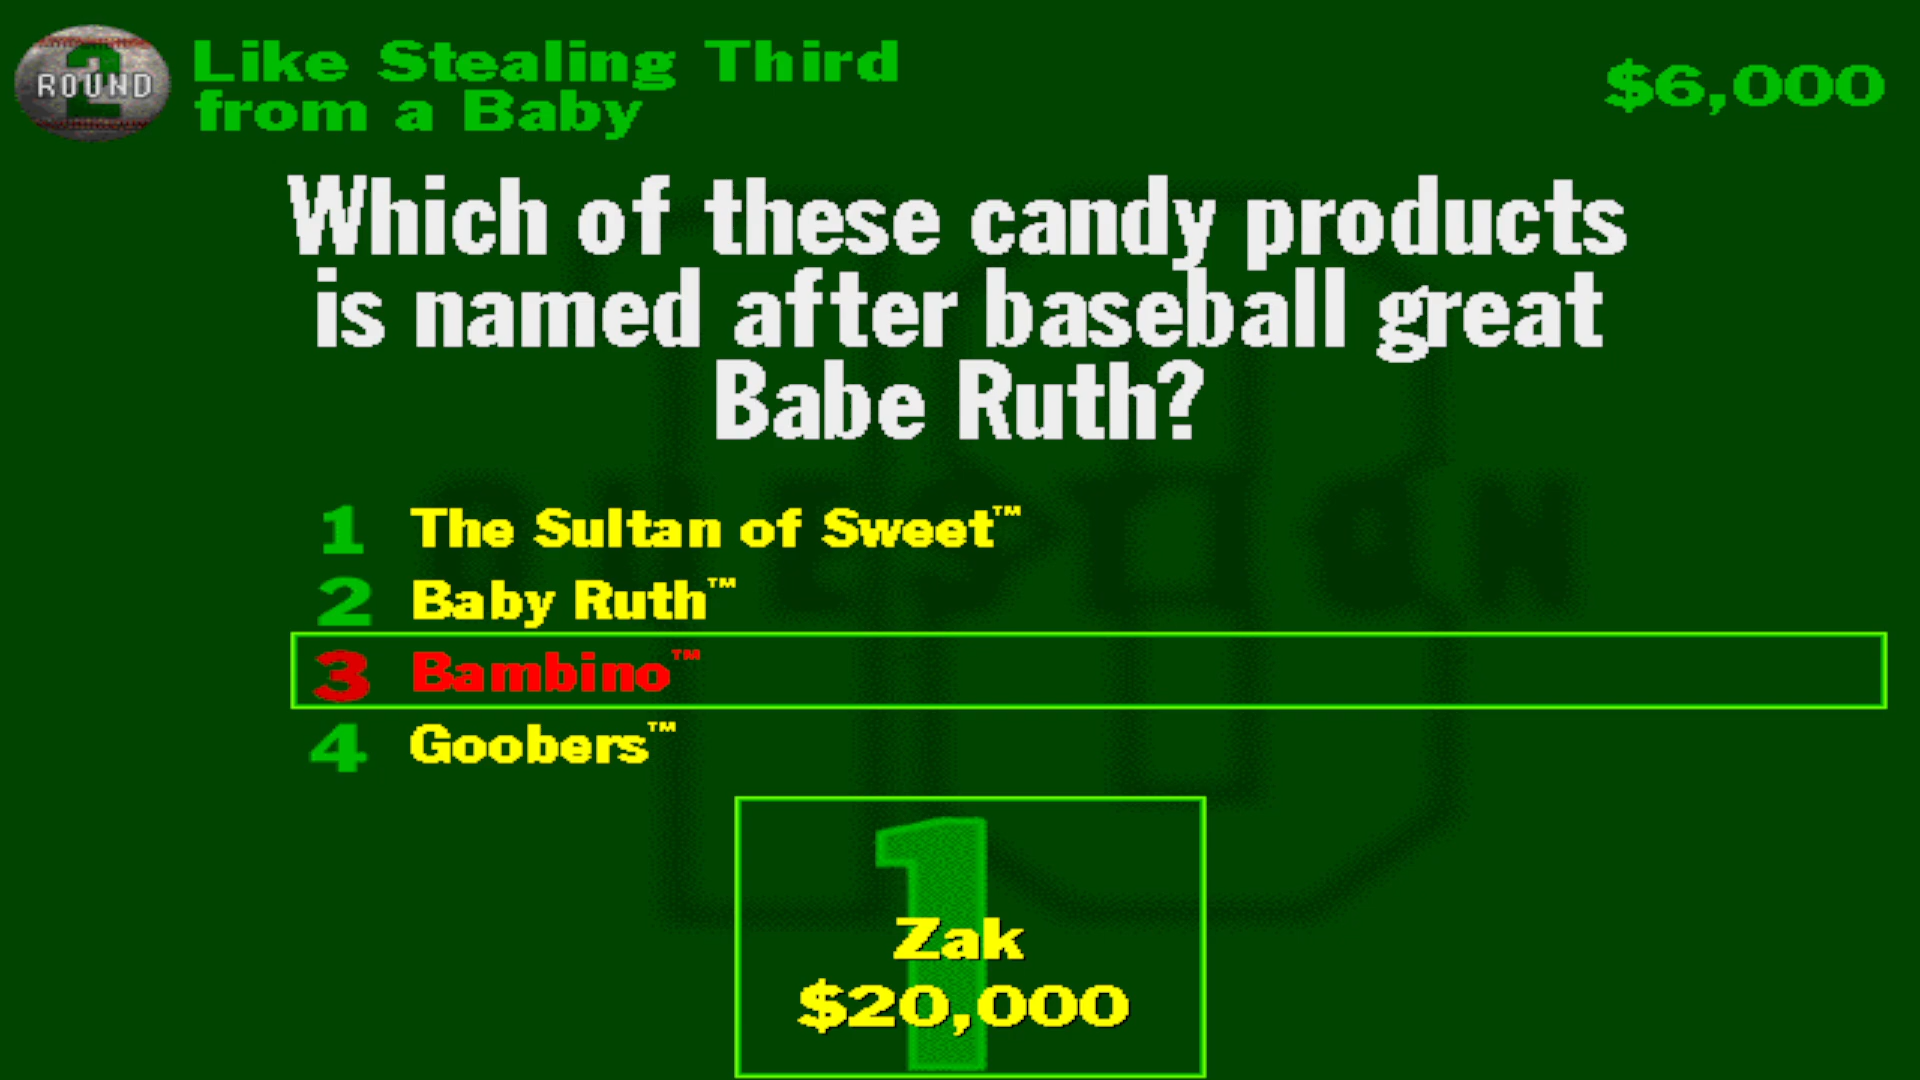 2
ROUND
Like Stealing Third
from a Baby
$6,000
Which of these candy products
is named after baseball great
Babe Ruth?
QUESTION
1 The Sultan of Sweet™
2 Baby Ruth™
3 Bambino™
4 Goobers™
1
Zak
$20,000